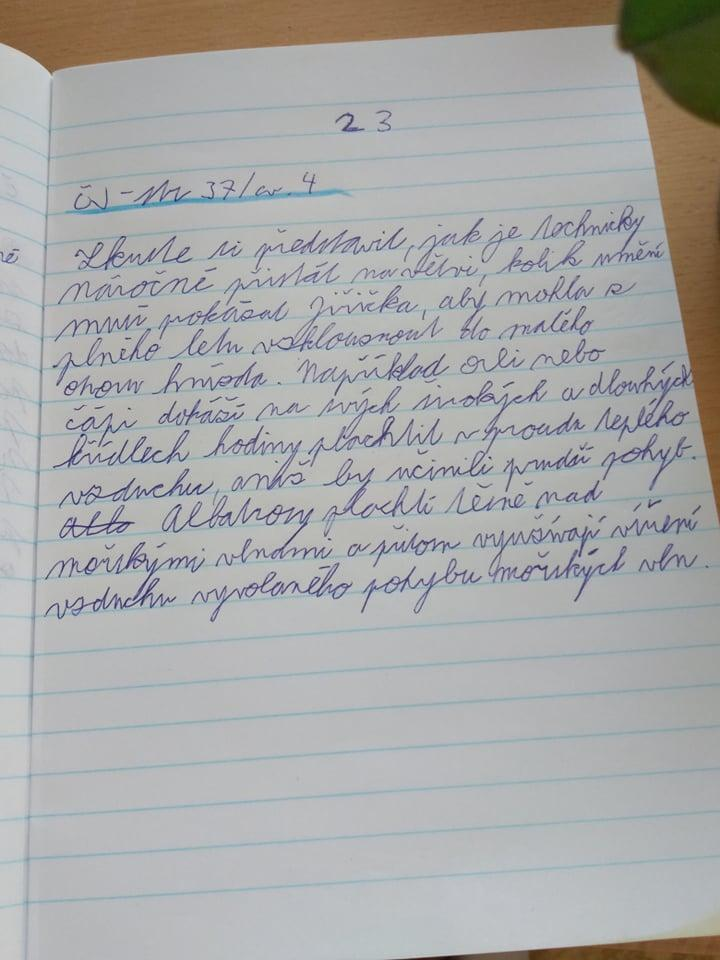 23
ČJ - str 37/cv. 4
Zkuste si představit, jak je technicky
náročné přistát na větvi, kolik umění
musí pokázat jiřička, aby mohla z
plného letu vzklouznout do malého
otvoru hnízda. Například orli nebo
čápi dokáží na svých širokých a dlouhých
křídlech hodiny plachtit v proudu teplého
vzduchu, aniž by učinili pohyb.
Albatrosy plachtí těsně nad
mořskými vlnami a přitom využívají víření
vzduchu vyvolaného pohybu mořských vln.